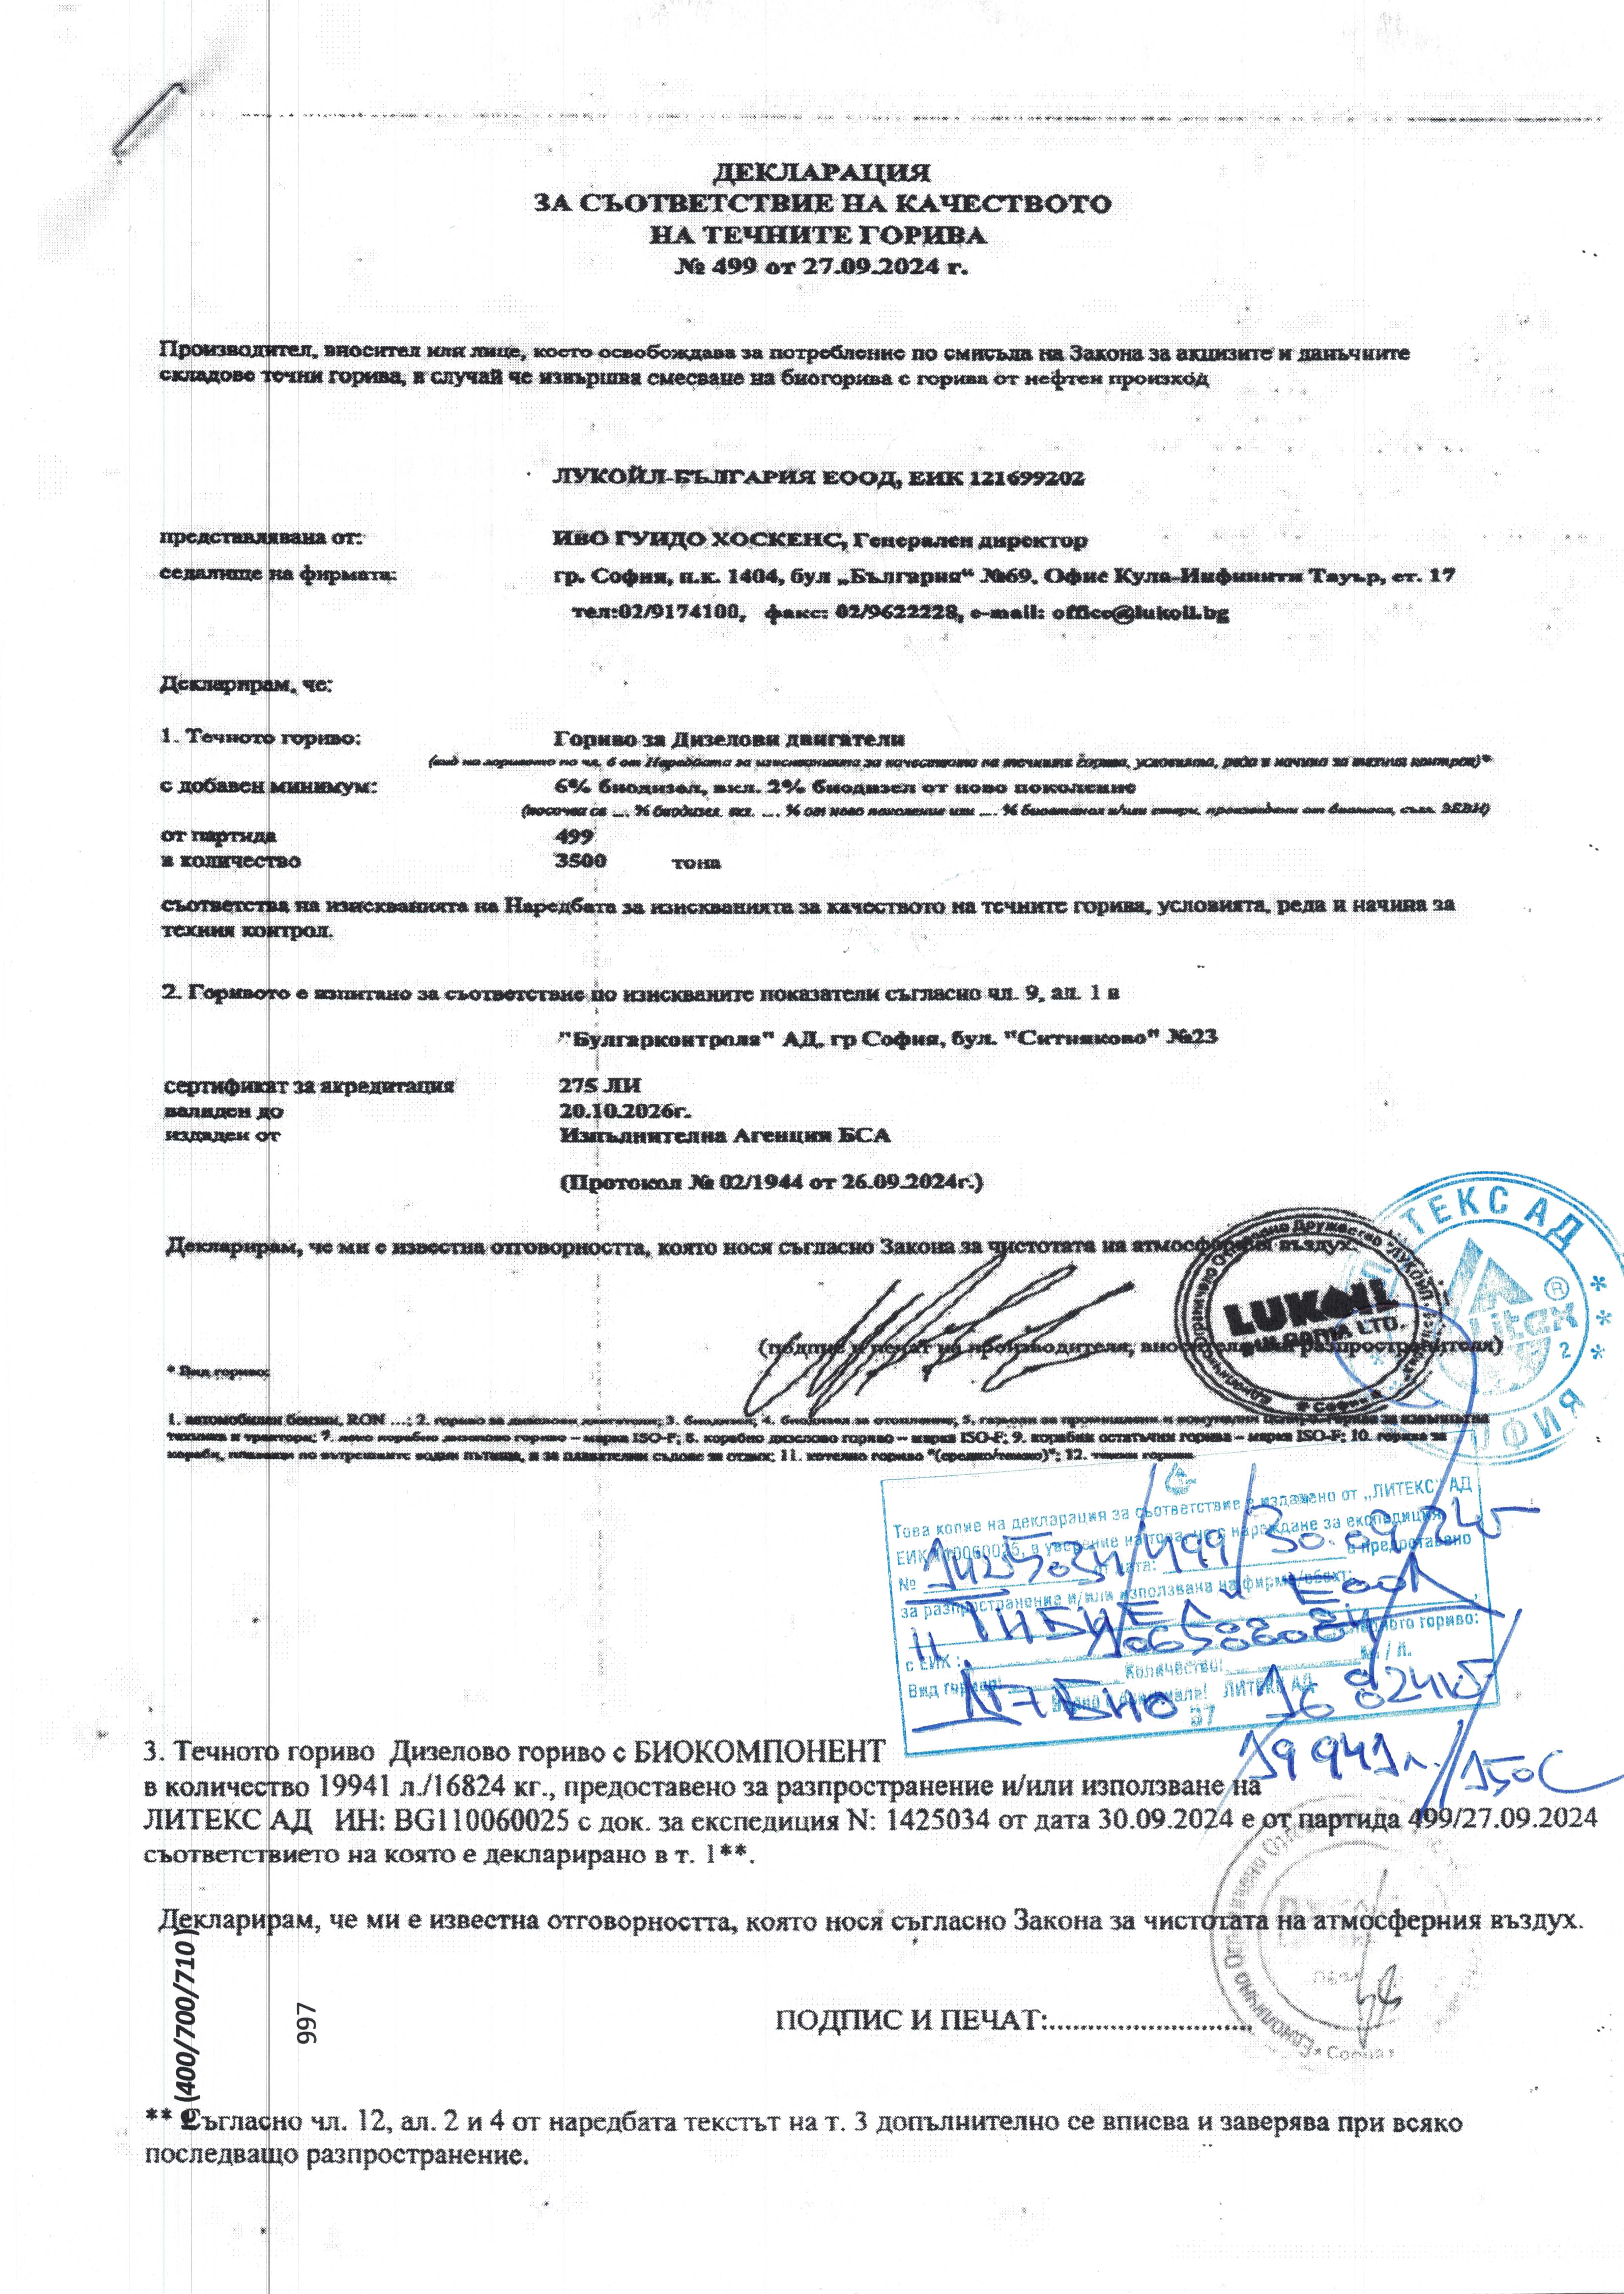 ДЕКЛАРАЦИЯ
ЗА СЪОТВЕТСТВИЕ НА КАЧЕСТВОТО
НА ТЕЧНИТЕ ГОРИВА
№ 499 от 27.09.2024 г.
Производител, вносител или лице, което освобождава за потребление по смисъла на Закона за акцизите и данъчните
складове точни горива, в случай че извършва смесване на биогорива с горива от нефтен произход
ЛУКОЙЛ-БЪЛГАРИЯ ЕООД, ЕИК 121699202
представлявана от: ИВО ГУИДО ХОСКЕНС, Генерален директор
седалище на фирмата: гр. София, п.к. 1404, бул „България“ №69. Офис Кула-Инфинити Тауър, ет. 17
тел:02/9174100, факс: 02/9622228, e-mail: office@lukoil.bg
Декларирам, че:
1. Течното гориво: Гориво за Дизелови двигатели
(вид на горивото по чл. 6 от Наредбата за изискванията за качеството на течните горива, условията, реда и начина за техния контрол)*
с добавен минимум: 6% биодизел, вкл. 2% биодизел от ново поколение
(посочва се .... % биодизел, вкл. .... % от ново поколение или .... % биоетанол и/или етери, произведени от биомаса, съгл. ЗЕВИ)
от партида 499
в количество 3500 тона
съответства на изискванията на Наредбата за изискванията за качеството на течните горива, условията, реда и начина за
техния контрол.
2. Горивото е изпитано за съответствие по изискваните показатели съгласно чл. 9, ал. 1 в
"Булгарконтрола" АД, гр София, бул. "Ситняково" №23
сертификат за акредитация 275 ЛИ
валиден до 20.10.2026г.
издаден от Изпълнителна Агенция БСА
(Протокол № 02/1944 от 26.09.2024г.)
Декларирам, че ми е известна отговорността, която нося съгласно Закона за чистотата на атмосферния въздух.
ЛИТЕКС АД
Litex ®
2
СОФИЯ
LUKOIL
BULGARIA LTD.
(подпис и печат на производителя, вносителя или разпространителя)
* Вид гориво:
1. автомобилен бензин, RON ...; 2. гориво за дизелови двигатели; 3. биодизел; 4. биодизел за отопление; 5. газьоли за промишлени и комунални цели; 6. горива за извънпътна
техника и трактори; 7. леко корабно дизелово гориво – марка ISO-F; 8. корабно дизелово гориво – марка ISO-F; 9. корабни остатъчни горива – марка ISO-F; 10. горива за
кораби, плаващи по вътрешните водни пътища, и за плавателни съдове за отдих; 11. котелно гориво "(средно/тежко)"; 12. тежки горива
Това копие на декларация за съответствие е издадено от „ЛИТЕКС“ АД
ЕИК 110060025, в уверение на това, че с нареждане за експедиция
№ 1425034/499/30.09.24г. от дата: е предоставено
за разпространение и/или използвана на фирма/обект:
"ТИБИЕЛ" ЕООД
с ЕИК: 106588084
Вид гориво: Количество: кг / л.
ДГ БИО 16 824кг
ЛИТЕКС АД
37
19 941л./15°C
3. Течното гориво Дизелово гориво с БИОКОМПОНЕНТ
в количество 19941 л./16824 кг., предоставено за разпространение и/или използване на
ЛИТЕКС АД ИН: BG110060025 с док. за експедиция N: 1425034 от дата 30.09.2024 е от партида 499/27.09.2024
съответствието на която е декларирано в т. 1**.
Декларирам, че ми е известна отговорността, която нося съгласно Закона за чистотата на атмосферния въздух.
(400/700/710)
997
ПОДПИС И ПЕЧАТ:...........................
** Съгласно чл. 12, ал. 2 и 4 от наредбата текстът на т. 3 допълнително се вписва и заверява при всяко
последващо разпространение.